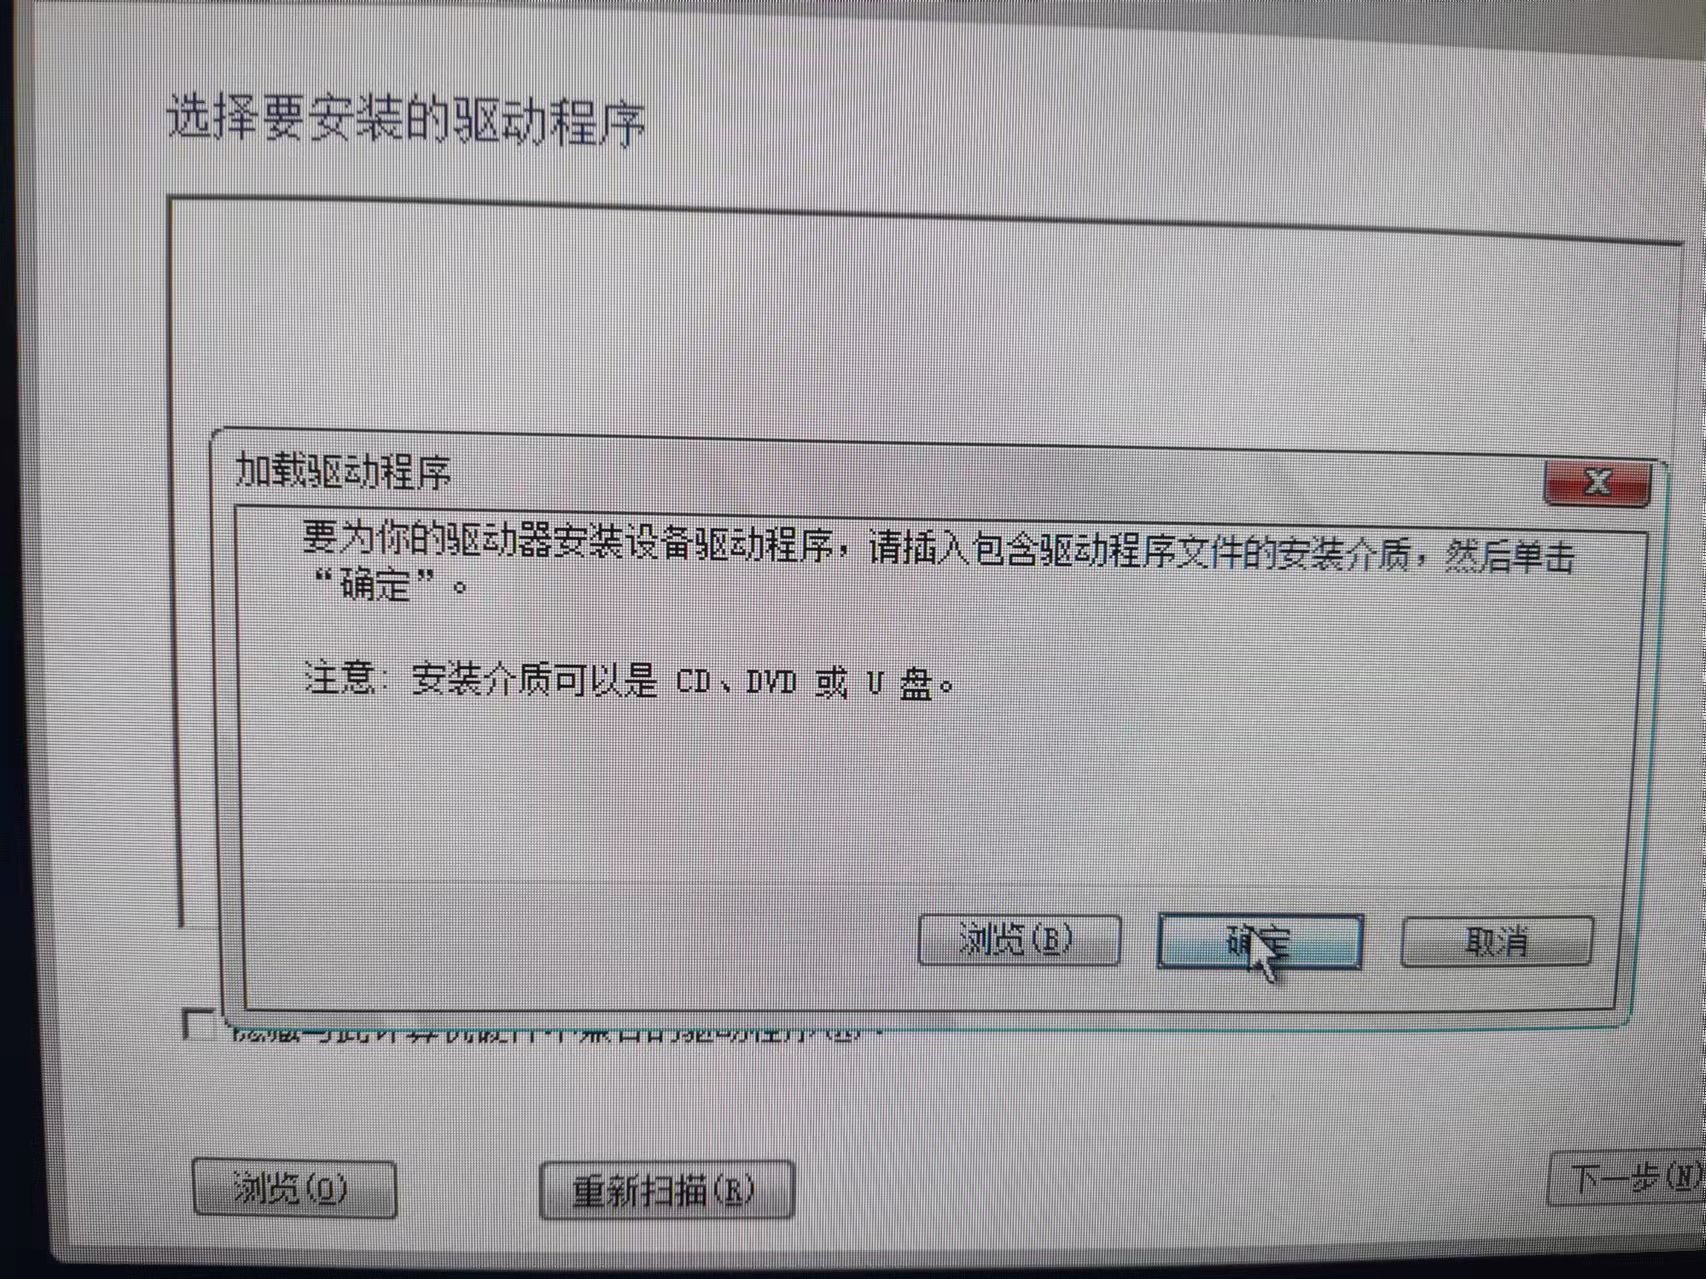 选择要安装的驱动程序
加载驱动程序
X
要为你的驱动器安装设备驱动程序，请插入包含驱动程序文件的安装介质，然后单击
“确定”。
注意：安装介质可以是 CD、DVD 或 U 盘。
浏览(B)
确定
取消
浏览(O)
重新扫描(R)
下一步(N)